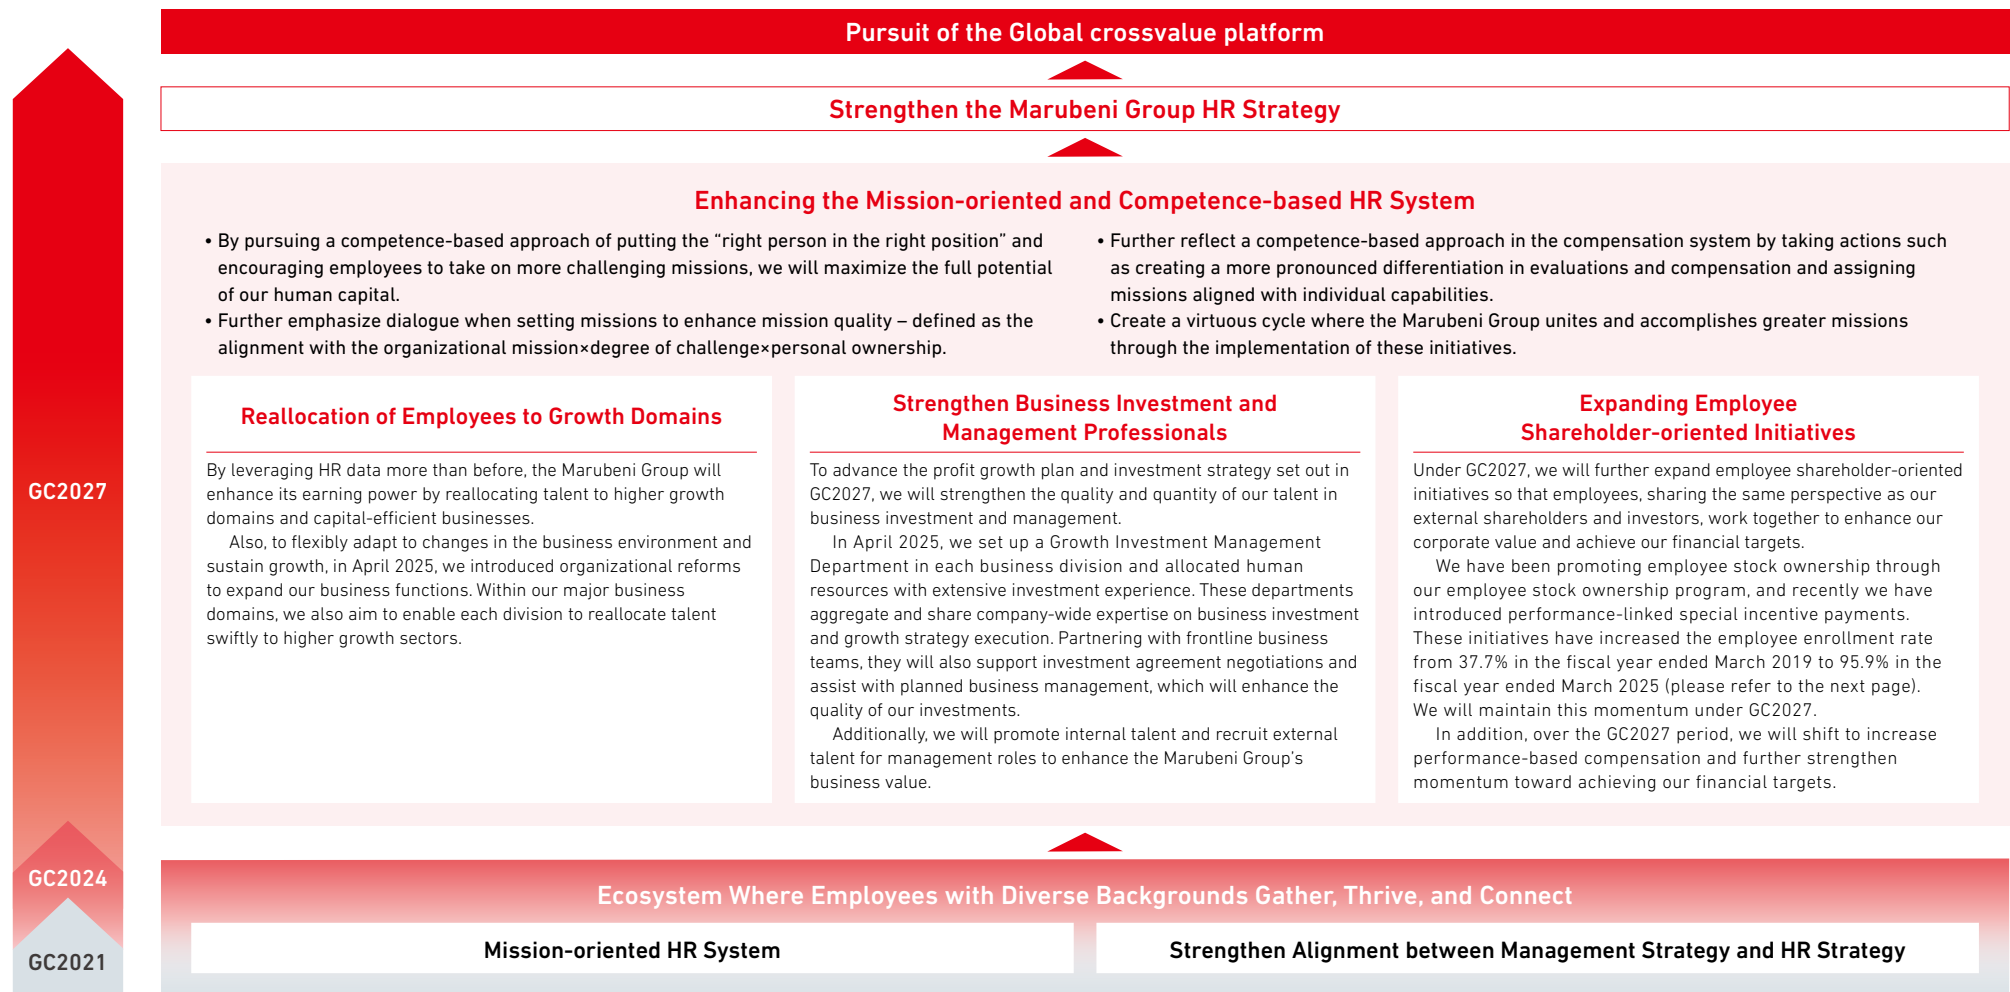 Pursuit of the Global crossvalue platform
Strengthen the Marubeni Group HR Strategy
Enhancing the Mission-oriented and Competence-based HR System
• By pursuing a competence-based approach of putting the “right person in the right position” and
encouraging employees to take on more challenging missions, we will maximize the full potential
of our human capital.
• Further emphasize dialogue when setting missions to enhance mission quality – defined as the
alignment with the organizational mission×degree of challenge×personal ownership.
• Further reflect a competence-based approach in the compensation system by taking actions such
as creating a more pronounced differentiation in evaluations and compensation and assigning
missions aligned with individual capabilities.
• Create a virtuous cycle where the Marubeni Group unites and accomplishes greater missions
through the implementation of these initiatives.
Reallocation of Employees to Growth Domains
By leveraging HR data more than before, the Marubeni Group will
enhance its earning power by reallocating talent to higher growth
domains and capital-efficient businesses.
Also, to flexibly adapt to changes in the business environment and
sustain growth, in April 2025, we introduced organizational reforms
to expand our business functions. Within our major business
domains, we also aim to enable each division to reallocate talent
swiftly to higher growth sectors.
Strengthen Business Investment and
Management Professionals
To advance the profit growth plan and investment strategy set out in
GC2027, we will strengthen the quality and quantity of our talent in
business investment and management.
In April 2025, we set up a Growth Investment Management
Department in each business division and allocated human
resources with extensive investment experience. These departments
aggregate and share company-wide expertise on business investment
and growth strategy execution. Partnering with frontline business
teams, they will also support investment agreement negotiations and
assist with planned business management, which will enhance the
quality of our investments.
Additionally, we will promote internal talent and recruit external
talent for management roles to enhance the Marubeni Group’s
business value.
Expanding Employee
Shareholder-oriented Initiatives
Under GC2027, we will further expand employee shareholder-oriented
initiatives so that employees, sharing the same perspective as our
external shareholders and investors, work together to enhance our
corporate value and achieve our financial targets.
We have been promoting employee stock ownership through
our employee stock ownership program, and recently we have
introduced performance-linked special incentive payments.
These initiatives have increased the employee enrollment rate
from 37.7% in the fiscal year ended March 2019 to 95.9% in the
fiscal year ended March 2025 (please refer to the next page).
We will maintain this momentum under GC2027.
In addition, over the GC2027 period, we will shift to increase
performance-based compensation and further strengthen
momentum toward achieving our financial targets.
GC2027
GC2024
GC2021
Ecosystem Where Employees with Diverse Backgrounds Gather, Thrive, and Connect
Mission-oriented HR System
Strengthen Alignment between Management Strategy and HR Strategy